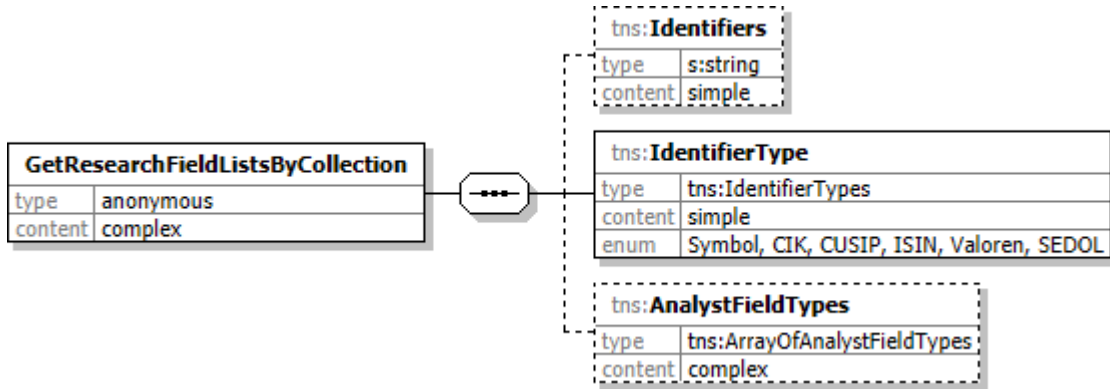 tns:Identifiers
type s:string
content simple
GetResearchFieldListsByCollection
type anonymous
content complex
tns:IdentifierType
type tns:IdentifierTypes
content simple
enum Symbol, CIK, CUSIP, ISIN, Valoren, SEDOL
tns:AnalystFieldTypes
type tns:ArrayOfAnalystFieldTypes
content complex